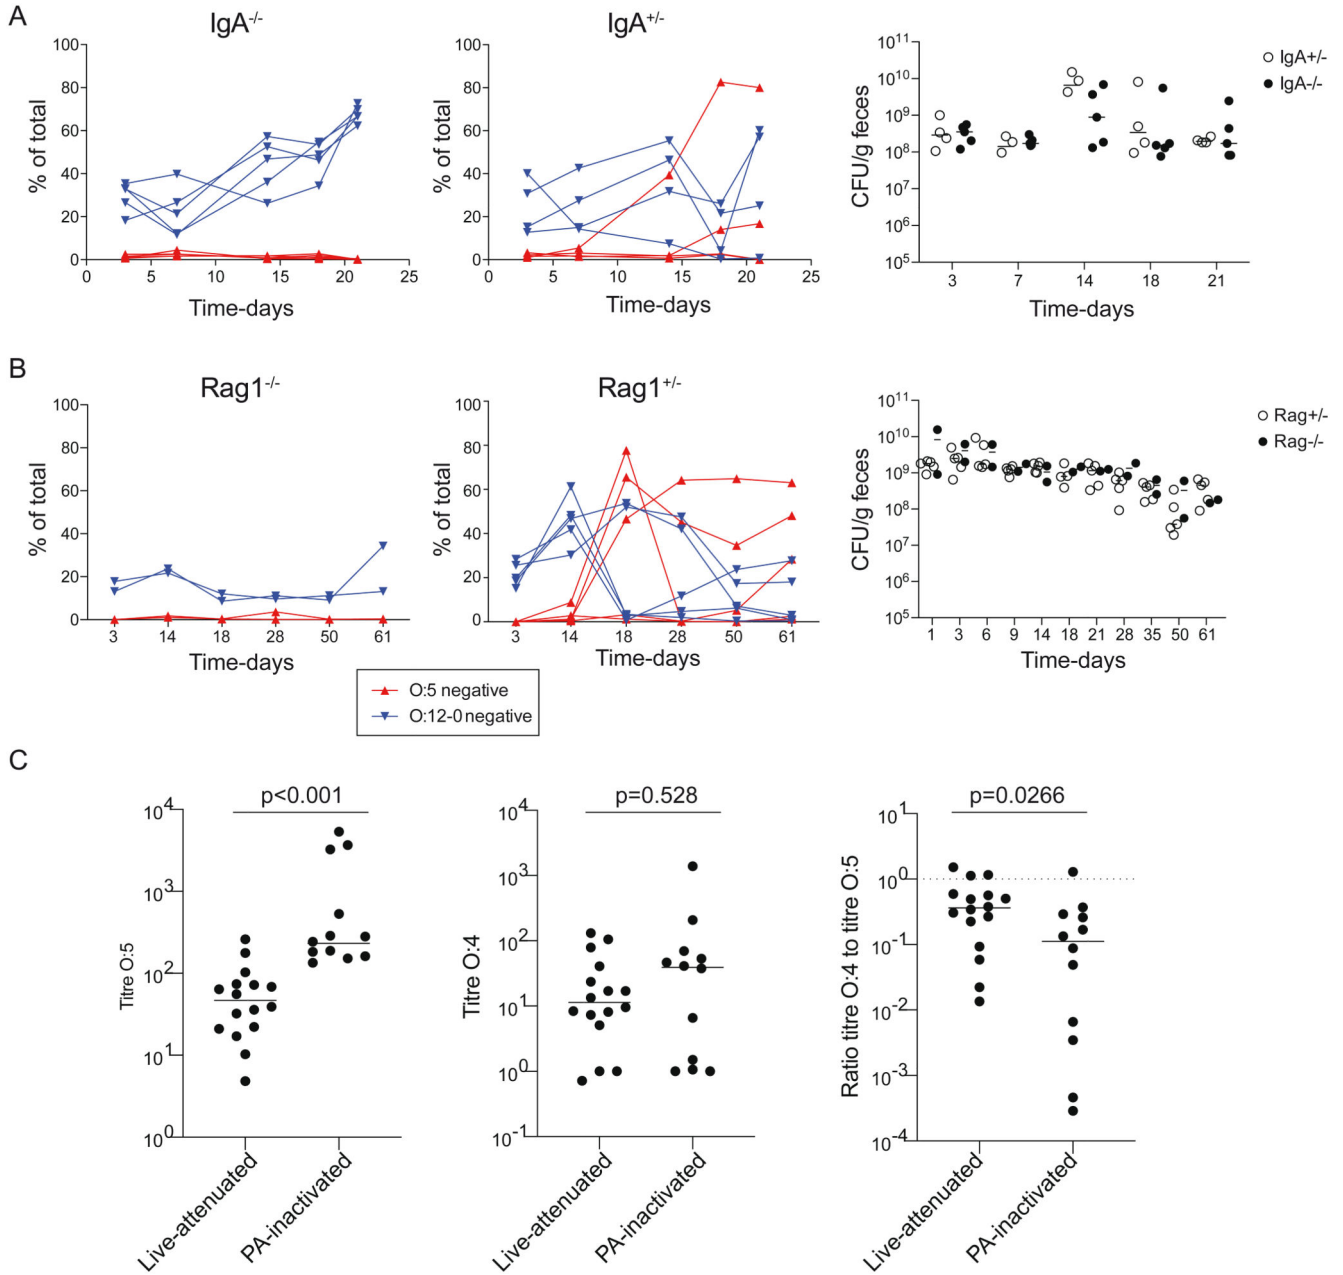 A
IgA-/-
% of total
100
80
60
40
20
0
0 5 10 15 20 25
Time-days
IgA+/-
% of total
100
80
60
40
20
0
0 5 10 15 20 25
Time-days
CFU/g feces
10^11
10^10
10^9
10^8
10^7
10^6
10^5
3 7 14 18 21
Time-days
IgA+/-
IgA-/-
B
Rag1-/-
% of total
100
80
60
40
20
0
3 14 18 28 50 61
Time-days
Rag1+/-
% of total
100
80
60
40
20
0
3 14 18 28 50 61
Time-days
CFU/g feces
10^11
10^10
10^9
10^8
10^7
10^6
10^5
1 3 6 9 14 18 21 28 35 50 61
Time-days
Rag+/-
Rag-/-
O:5 negative
O:12-0 negative
C
p<0.001
Titre O:5
10^4
10^3
10^2
10^1
10^0
Live-attenuated
PA-inactivated
p=0.528
Titre O:4
10^4
10^3
10^2
10^1
10^0
10^-1
Live-attenuated
PA-inactivated
p=0.0266
Ratio titre O:4 to titre O:5
10^1
10^0
10^-1
10^-2
10^-3
10^-4
Live-attenuated
PA-inactivated